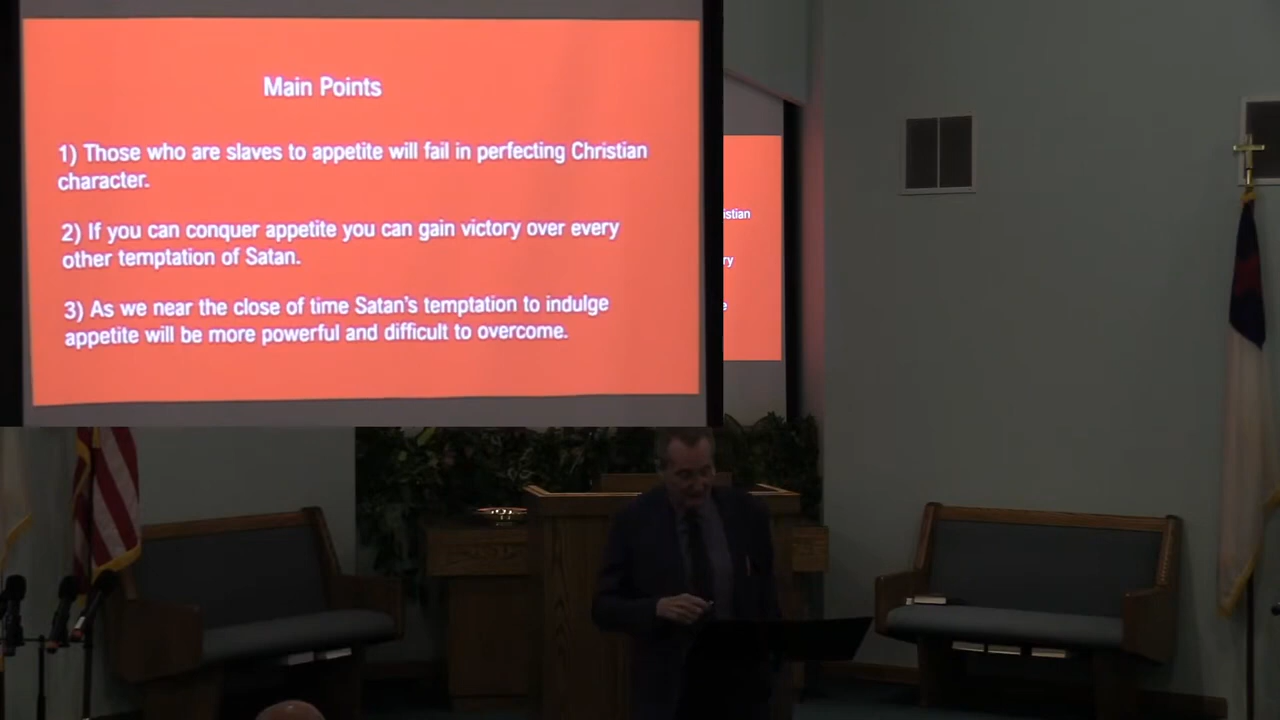 Main Points
1) Those who are slaves to appetite will fail in perfecting Christian
character.
2) If you can conquer appetite you can gain victory over every
other temptation of Satan.
3) As we near the close of time Satan's temptation to indulge
appetite will be more powerful and difficult to overcome.
istian
ry
e